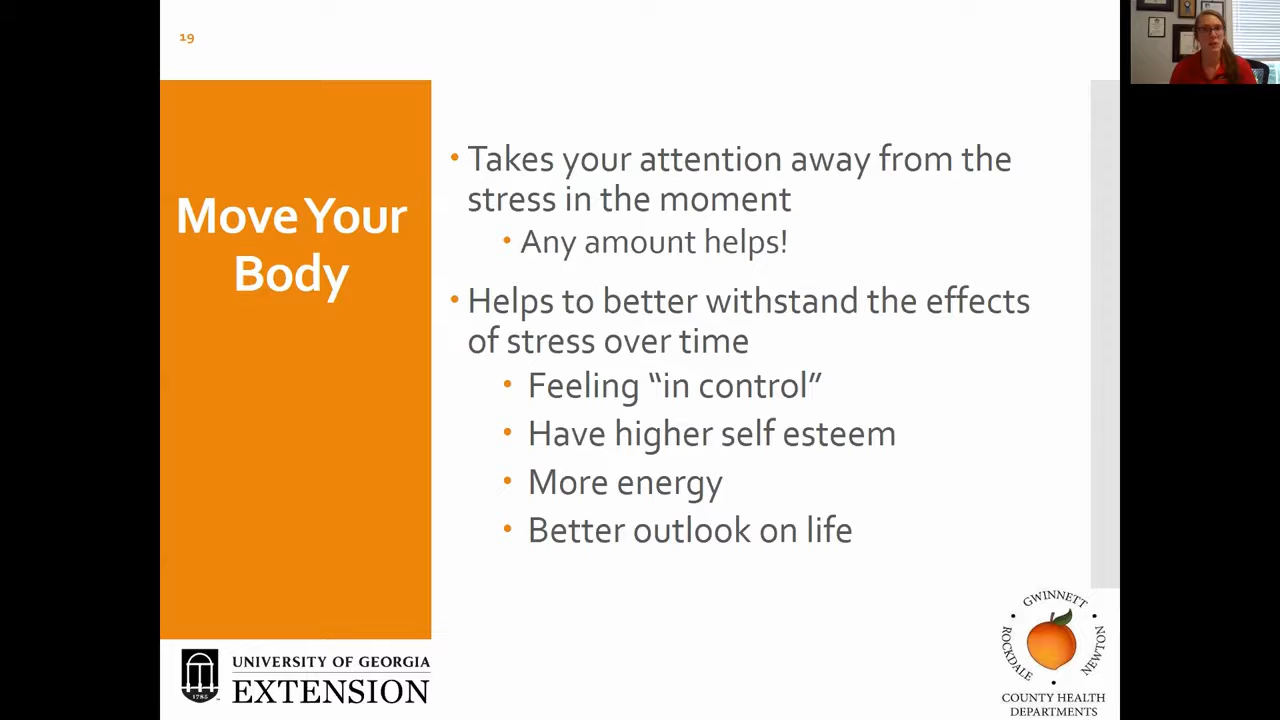 19
Move Your
Body
• Takes your attention away from the
stress in the moment
• Any amount helps!
• Helps to better withstand the effects
of stress over time
• Feeling “in control”
• Have higher self esteem
• More energy
• Better outlook on life
1785
UNIVERSITY OF GEORGIA
EXTENSION
GWINNETT
ROCKDALE
NEWTON
COUNTY HEALTH
DEPARTMENTS